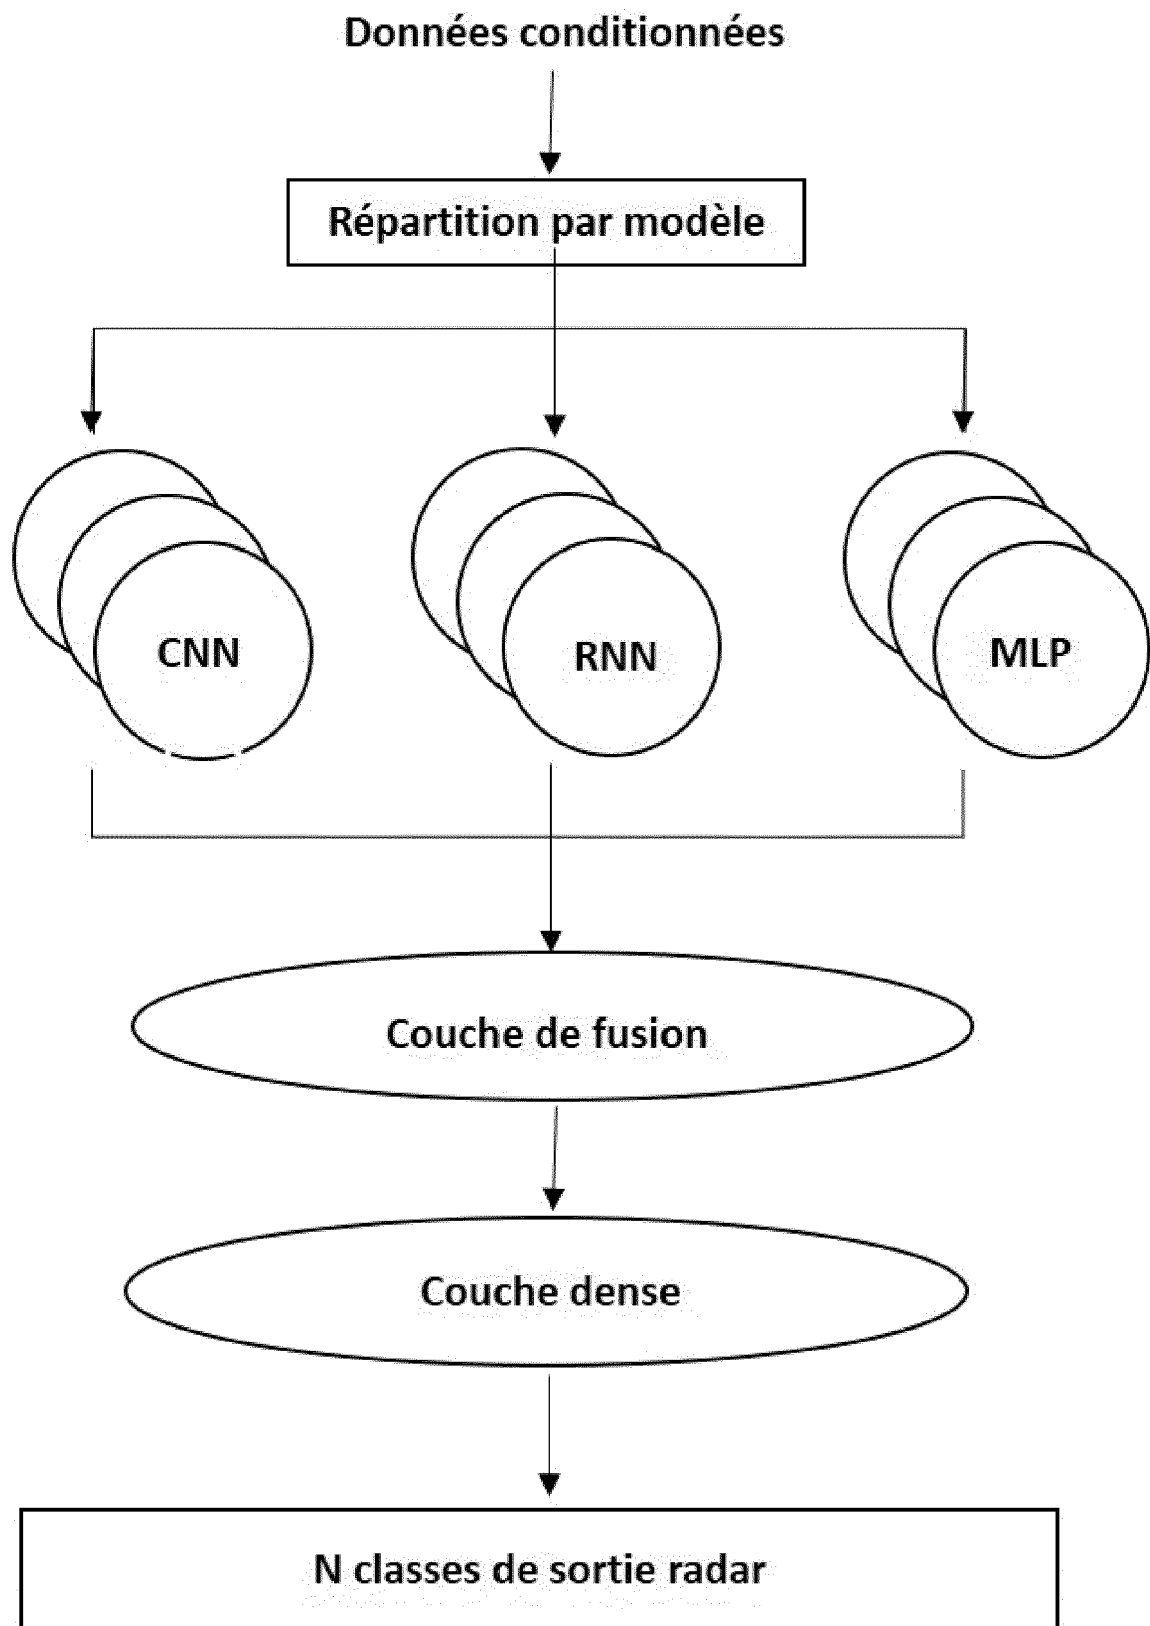 Données conditionnées
Répartition par modèle
CNN
RNN
MLP
Couche de fusion
Couche dense
N classes de sortie radar